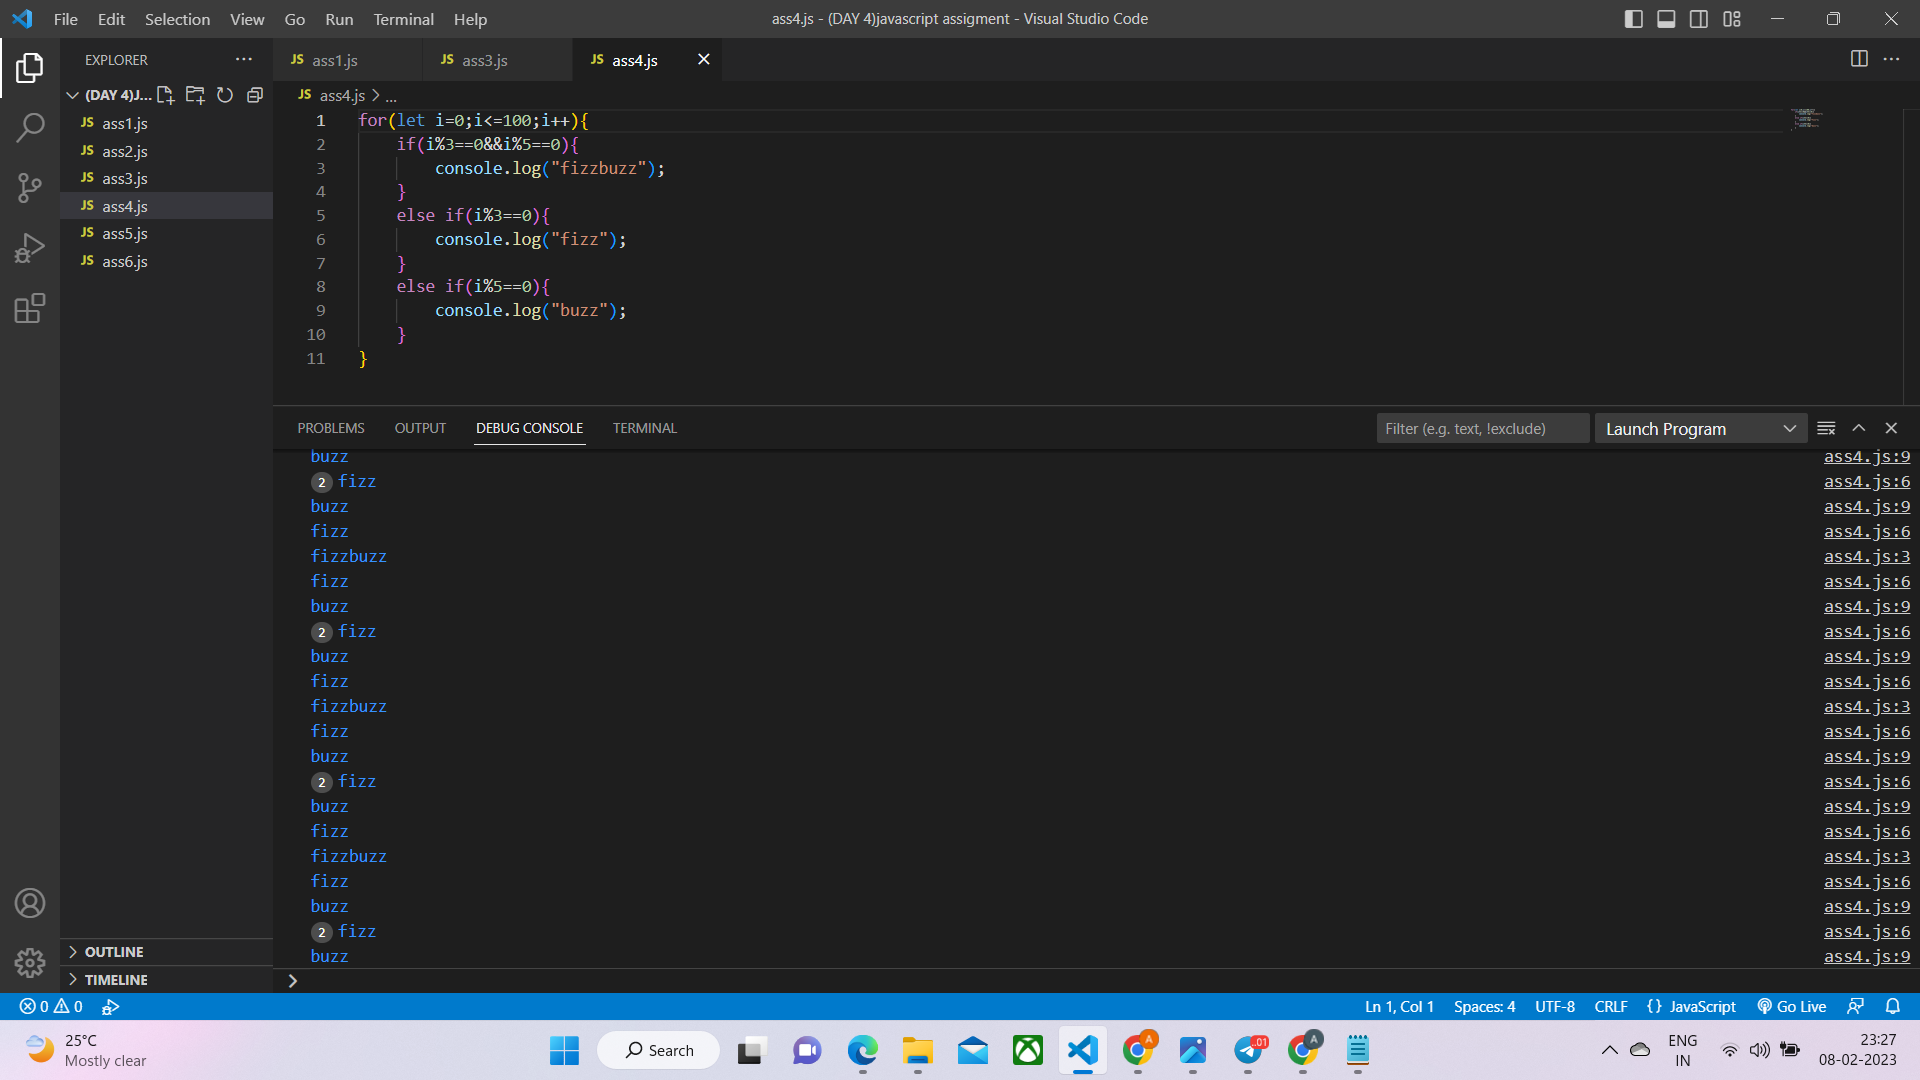 File Edit Selection View Go Run Terminal Help
ass4.js - (DAY 4)javascript assigment - Visual Studio Code
EXPLORER
(DAY 4)J...
JS ass1.js
JS ass2.js
JS ass3.js
JS ass4.js
JS ass5.js
JS ass6.js
OUTLINE
TIMELINE
JS ass1.js JS ass3.js JS ass4.js
JS ass4.js > ...
1 for(let i=0;i<=100;i++){
2 if(i%3==0&&i%5==0){
3 console.log("fizzbuzz");
4 }
5 else if(i%3==0){
6 console.log("fizz");
7 }
8 else if(i%5==0){
9 console.log("buzz");
10 }
11 }
PROBLEMS OUTPUT DEBUG CONSOLE TERMINAL
Filter (e.g. text, !exclude) Launch Program
buzz ass4.js:9
2 fizz ass4.js:6
buzz ass4.js:9
fizz ass4.js:6
fizzbuzz ass4.js:3
fizz ass4.js:6
buzz ass4.js:9
2 fizz ass4.js:6
buzz ass4.js:9
fizz ass4.js:6
fizzbuzz ass4.js:3
fizz ass4.js:6
buzz ass4.js:9
2 fizz ass4.js:6
buzz ass4.js:9
fizz ass4.js:6
fizzbuzz ass4.js:3
fizz ass4.js:6
buzz ass4.js:9
2 fizz ass4.js:6
buzz ass4.js:9
0 0 Ln 1, Col 1 Spaces: 4 UTF-8 CRLF {} JavaScript Go Live
25°C
Mostly clear
Search
A
.01
A
ENG
IN
23:27
08-02-2023